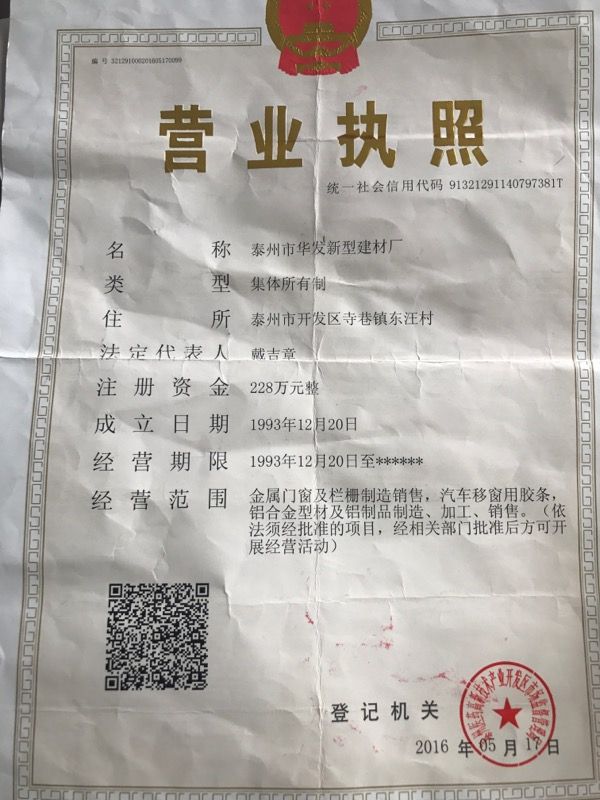 编号 321291000201605170099
营业执照
统一社会信用代码 91321291140797381T
名称 泰州市华发新型建材厂
类型 集体所有制
住所 泰州市开发区寺巷镇东汪村
法定代表人 戴吉章
注册资金 228万元整
成立日期 1993年12月20日
经营期限 1993年12月20日至******
经营范围 金属门窗及栏栅制造销售，汽车移窗用胶条，
铝合金型材及铝制品制造、加工、销售。（依
法须经批准的项目，经相关部门批准后方可开
展经营活动）
登记机关
2016 年 05 月 17 日